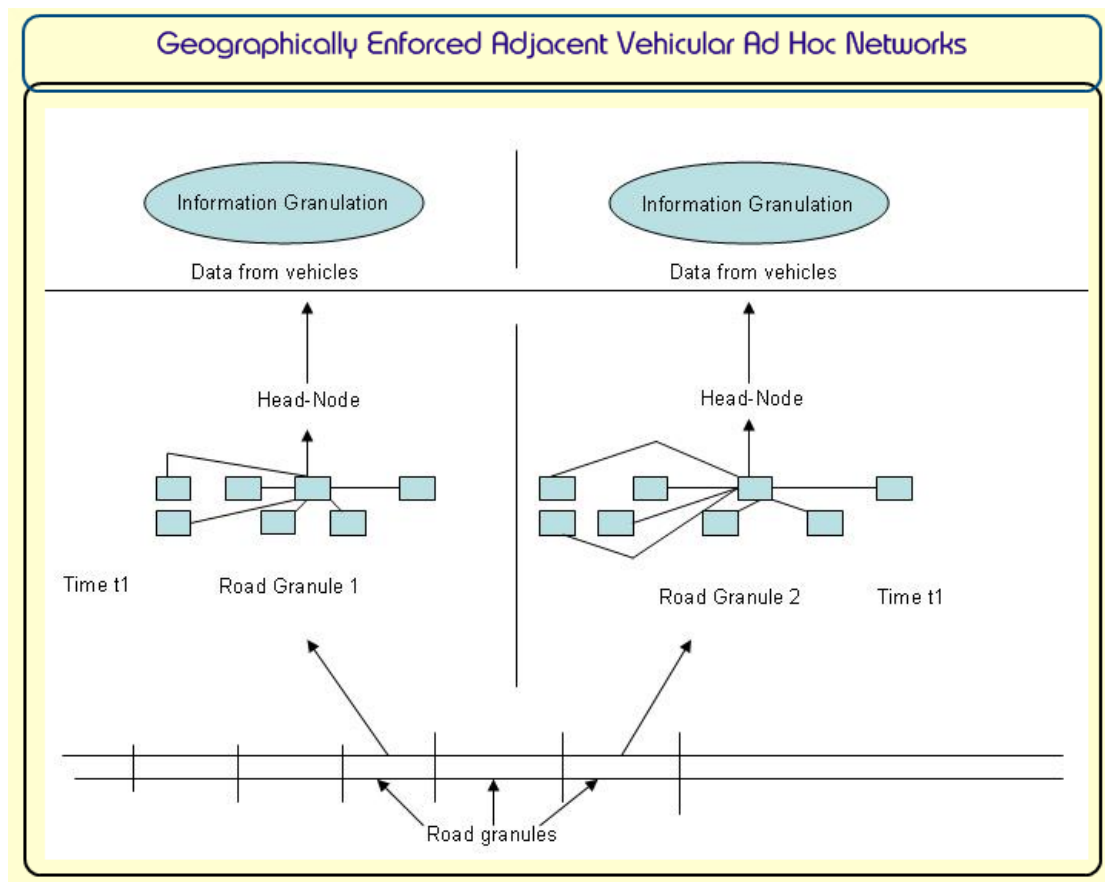 Geographically Enforced Adjacent Vehicular Ad Hoc Networks
Information Granulation
Information Granulation
Data from vehicles
Data from vehicles
Head-Node
Head-Node
Time t1
Road Granule 1
Road Granule 2
Time t1
Road granules